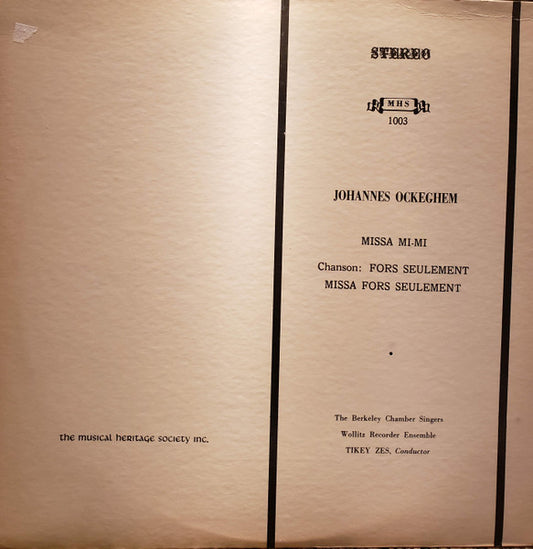 STEREO
MHS
1003
JOHANNES OCKEGHEM
MISSA MI-MI
Chanson: FORS SEULEMENT
MISSA FORS SEULEMENT
The Berkeley Chamber Singers
Wollitz Recorder Ensemble
TIKEY ZES, Conductor
the musical heritage society inc.